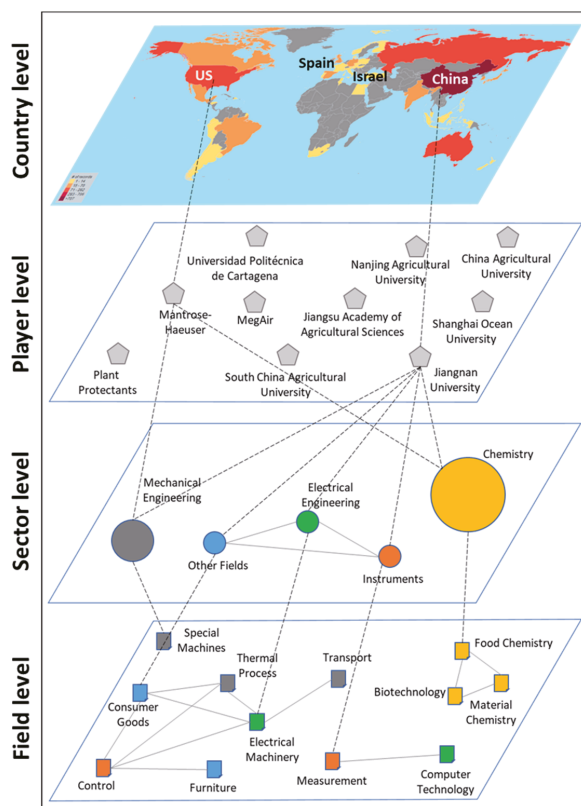 Country level
US
Spain
Israel
China
Player level
Universidad Politécnica
de Cartagena
Nanjing Agricultural
University
China Agricultural
University
Mantrose-
Haeuser
MegAir
Jiangsu Academy of
Agricultural Sciences
Shanghai Ocean
University
Plant
Protectants
South China Agricultural
University
Jiangnan
University
Sector level
Mechanical
Engineering
Electrical
Engineering
Chemistry
Other Fields
Instruments
Field level
Special
Machines
Thermal
Process
Transport
Food Chemistry
Consumer
Goods
Biotechnology
Material
Chemistry
Electrical
Machinery
Control
Furniture
Measurement
Computer
Technology